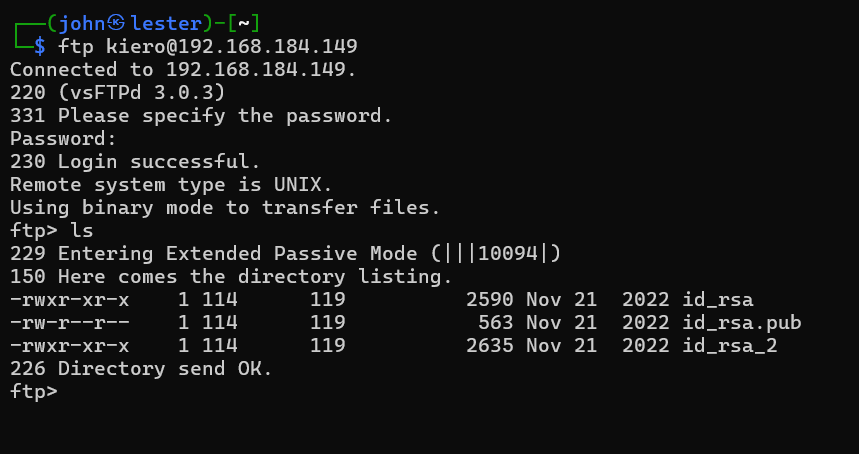 ┌──(john㉿lester)-[~]
└─$ ftp kiero@192.168.184.149
Connected to 192.168.184.149.
220 (vsFTPd 3.0.3)
331 Please specify the password.
Password:
230 Login successful.
Remote system type is UNIX.
Using binary mode to transfer files.
ftp> ls
229 Entering Extended Passive Mode (|||10094|)
150 Here comes the directory listing.
-rwxr-xr-x    1 114      119          2590 Nov 21  2022 id_rsa
-rw-r--r--    1 114      119           563 Nov 21  2022 id_rsa.pub
-rwxr-xr-x    1 114      119          2635 Nov 21  2022 id_rsa_2
226 Directory send OK.
ftp>